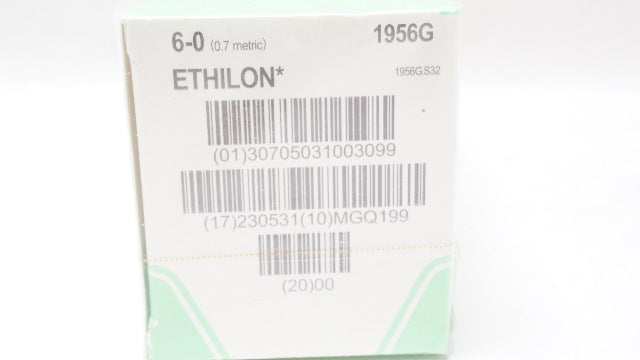 6-0 (0.7 metric) 1956G
ETHILON* 1956G.S32
(01)30705031003099
(17)230531(10)MGQ199
(20)00